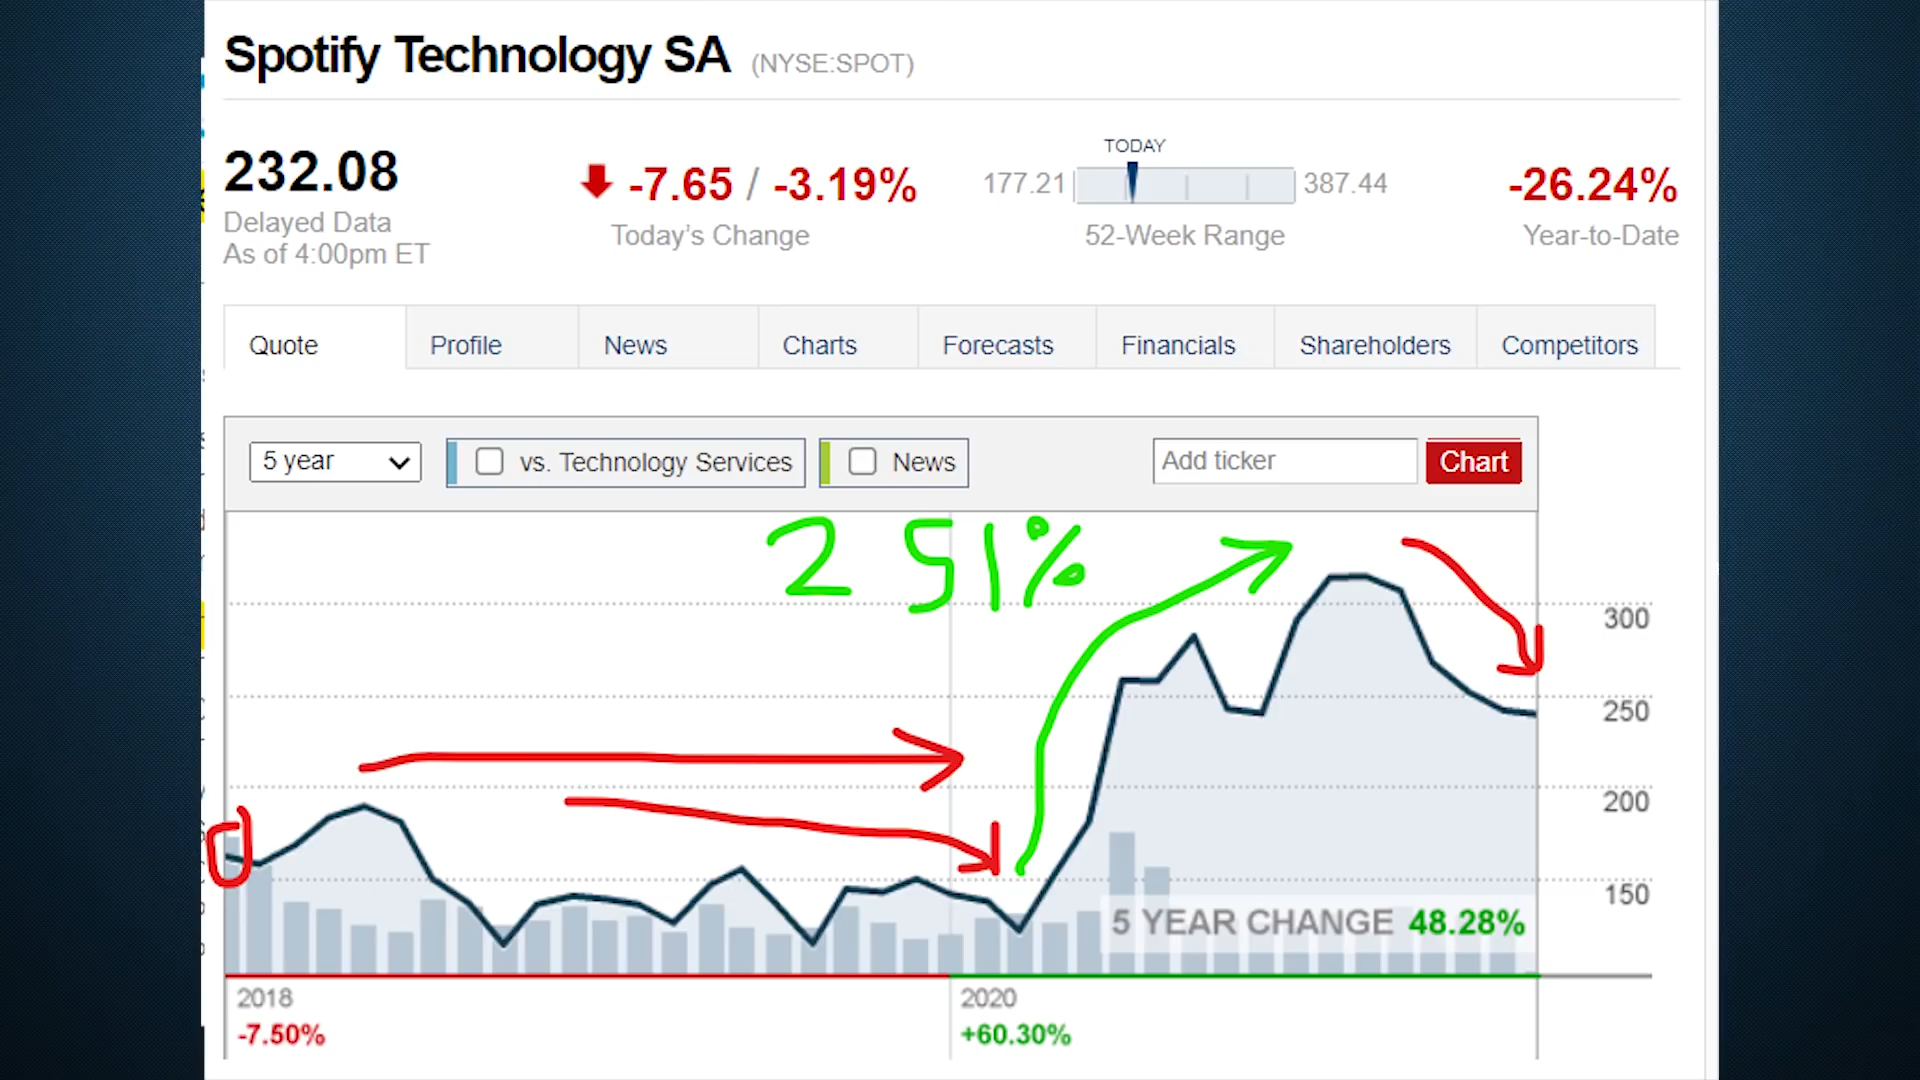 Spotify Technology SA (NYSE:SPOT)
TODAY
232.08 -7.65 / -3.19% 177.21 387.44 -26.24%
Delayed Data Today's Change 52-Week Range Year-to-Date
As of 4:00pm ET
Quote Profile News Charts Forecasts Financials Shareholders Competitors
5 year vs. Technology Services News Add ticker Chart
251%
300
250
200
150
5 YEAR CHANGE 48.28%
2018 2020
-7.50% +60.30%